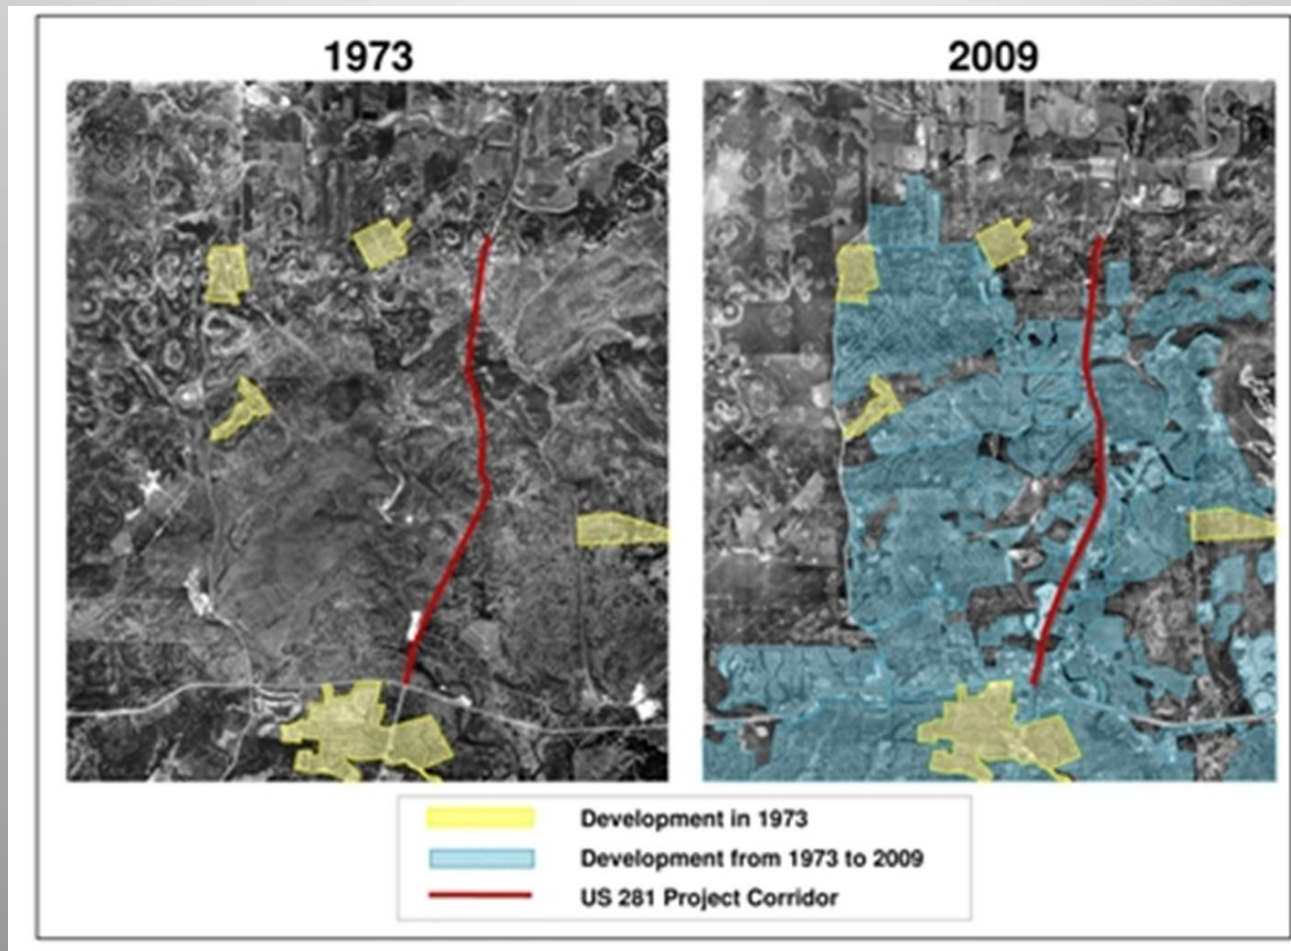 1973
2009
Development in 1973
Development from 1973 to 2009
US 281 Project Corridor